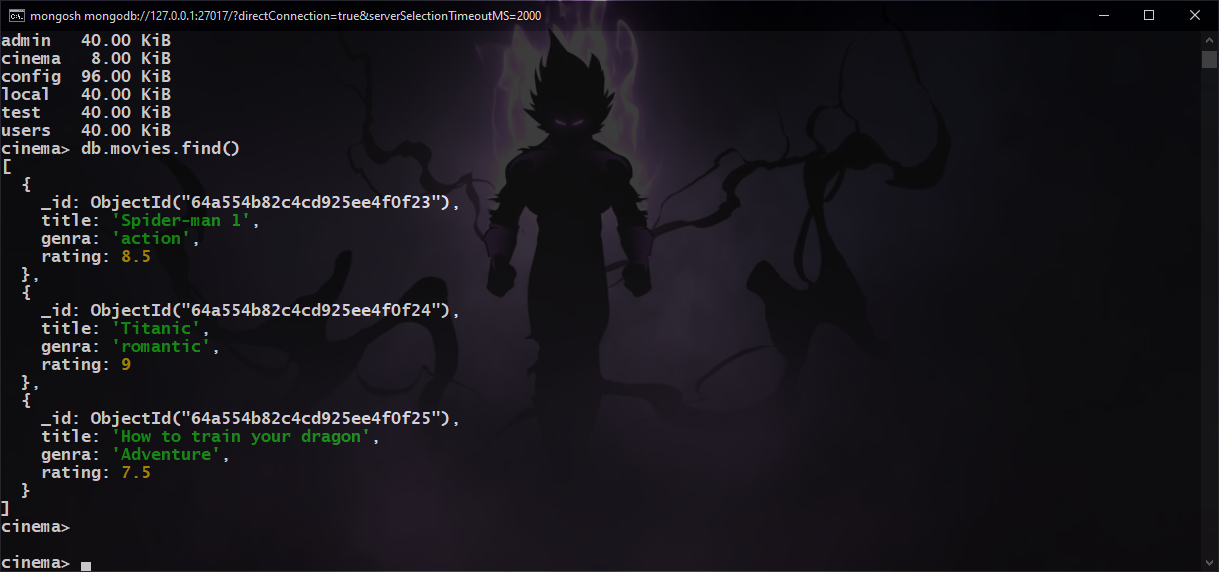 mongosh mongodb://127.0.0.1:27017/?directConnection=true&serverSelectionTimeoutMS=2000
admin   40.00 KiB
cinema   8.00 KiB
config  96.00 KiB
local   40.00 KiB
test    40.00 KiB
users   40.00 KiB
cinema> db.movies.find()
[
  {
    _id: ObjectId("64a554b82c4cd925ee4f0f23"),
    title: 'Spider-man 1',
    genra: 'action',
    rating: 8.5
  },
  {
    _id: ObjectId("64a554b82c4cd925ee4f0f24"),
    title: 'Titanic',
    genra: 'romantic',
    rating: 9
  },
  {
    _id: ObjectId("64a554b82c4cd925ee4f0f25"),
    title: 'How to train your dragon',
    genra: 'Adventure',
    rating: 7.5
  }
]
cinema>
cinema>